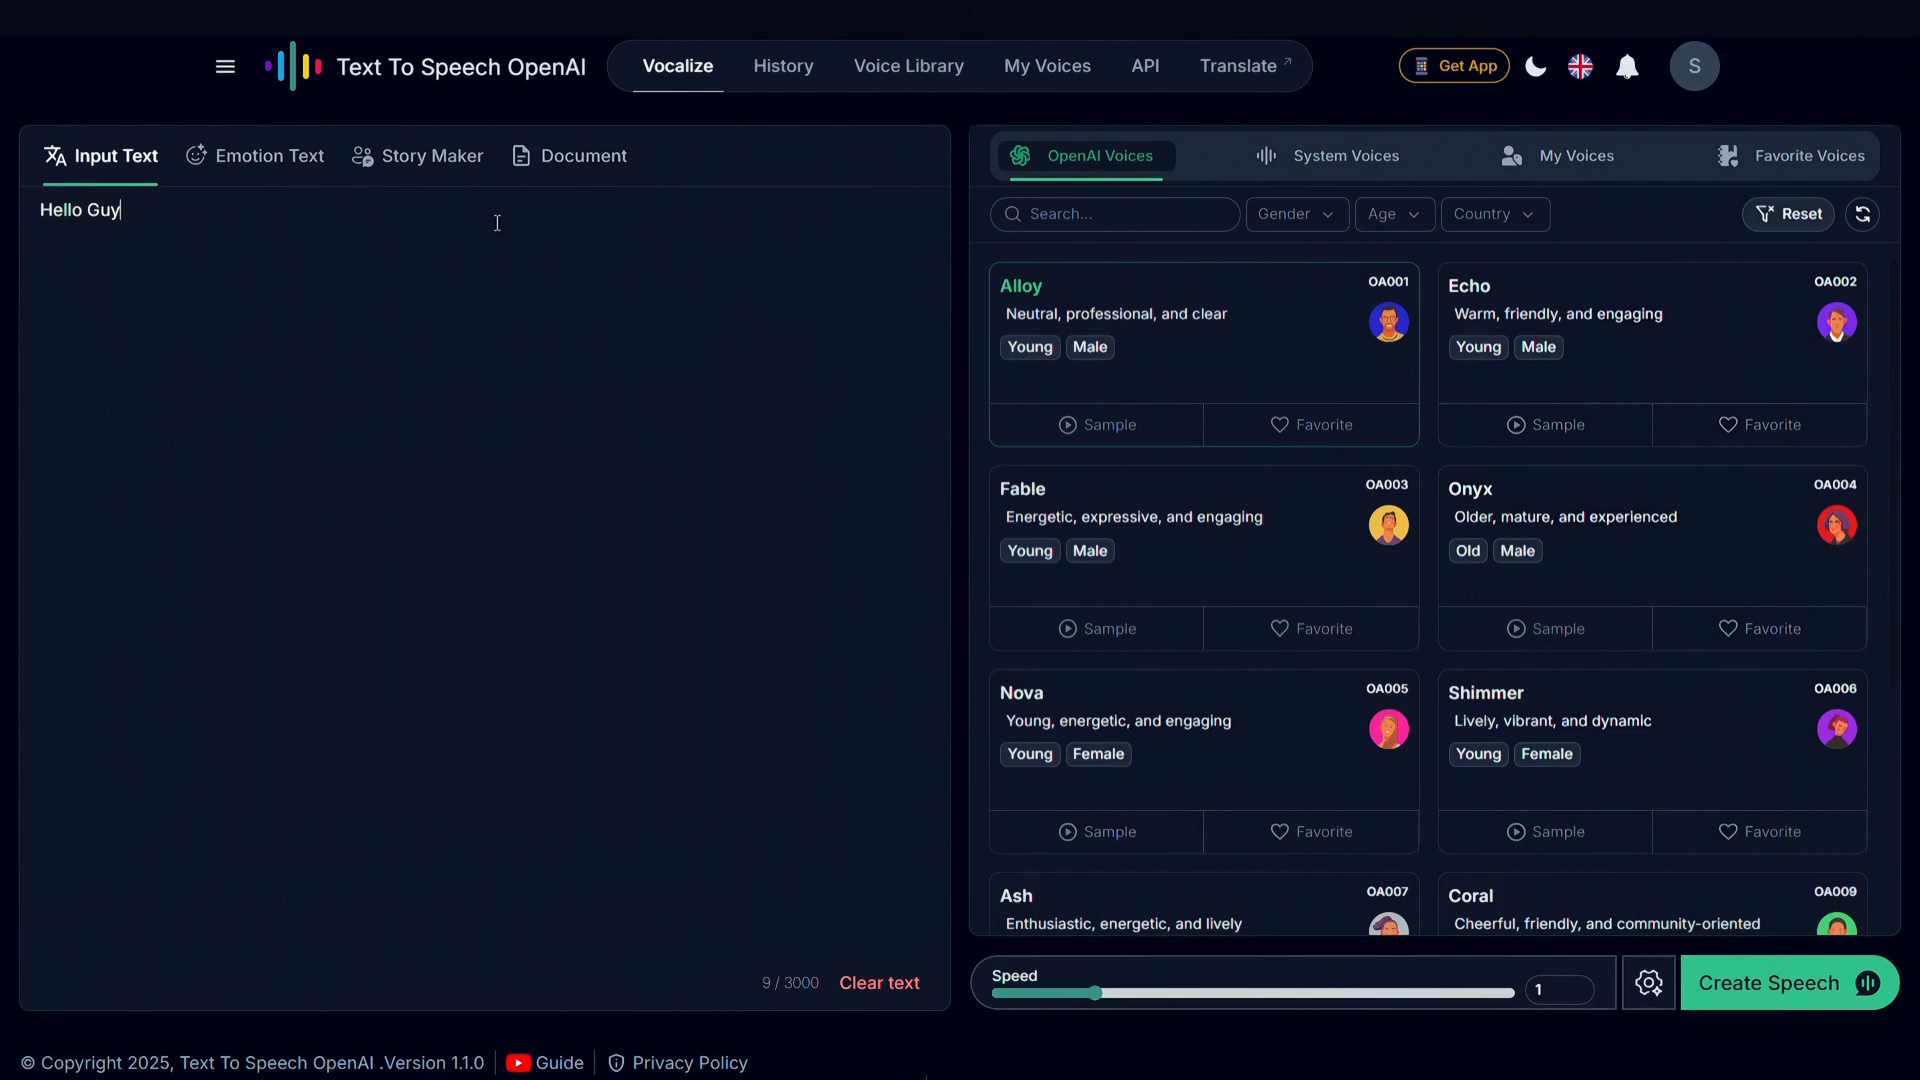 Text To Speech OpenAI
Vocalize
History
Voice Library
My Voices
API
Translate
Get App
S
Input Text
Emotion Text
Story Maker
Document
Hello Guy
9 / 3000
Clear text
OpenAI Voices
System Voices
My Voices
Favorite Voices
Search...
Gender
Age
Country
Reset
Alloy
OA001
Neutral, professional, and clear
Young Male
Sample
Favorite
Echo
OA002
Warm, friendly, and engaging
Young Male
Sample
Favorite
Fable
OA003
Energetic, expressive, and engaging
Young Male
Sample
Favorite
Onyx
OA004
Older, mature, and experienced
Old Male
Sample
Favorite
Nova
OA005
Young, energetic, and engaging
Young Female
Sample
Favorite
Shimmer
OA006
Lively, vibrant, and dynamic
Young Female
Sample
Favorite
Ash
OA007
Enthusiastic, energetic, and lively
Coral
OA009
Cheerful, friendly, and community-oriented
Speed
1
Create Speech
© Copyright 2025, Text To Speech OpenAI .Version 1.1.0
Guide
Privacy Policy